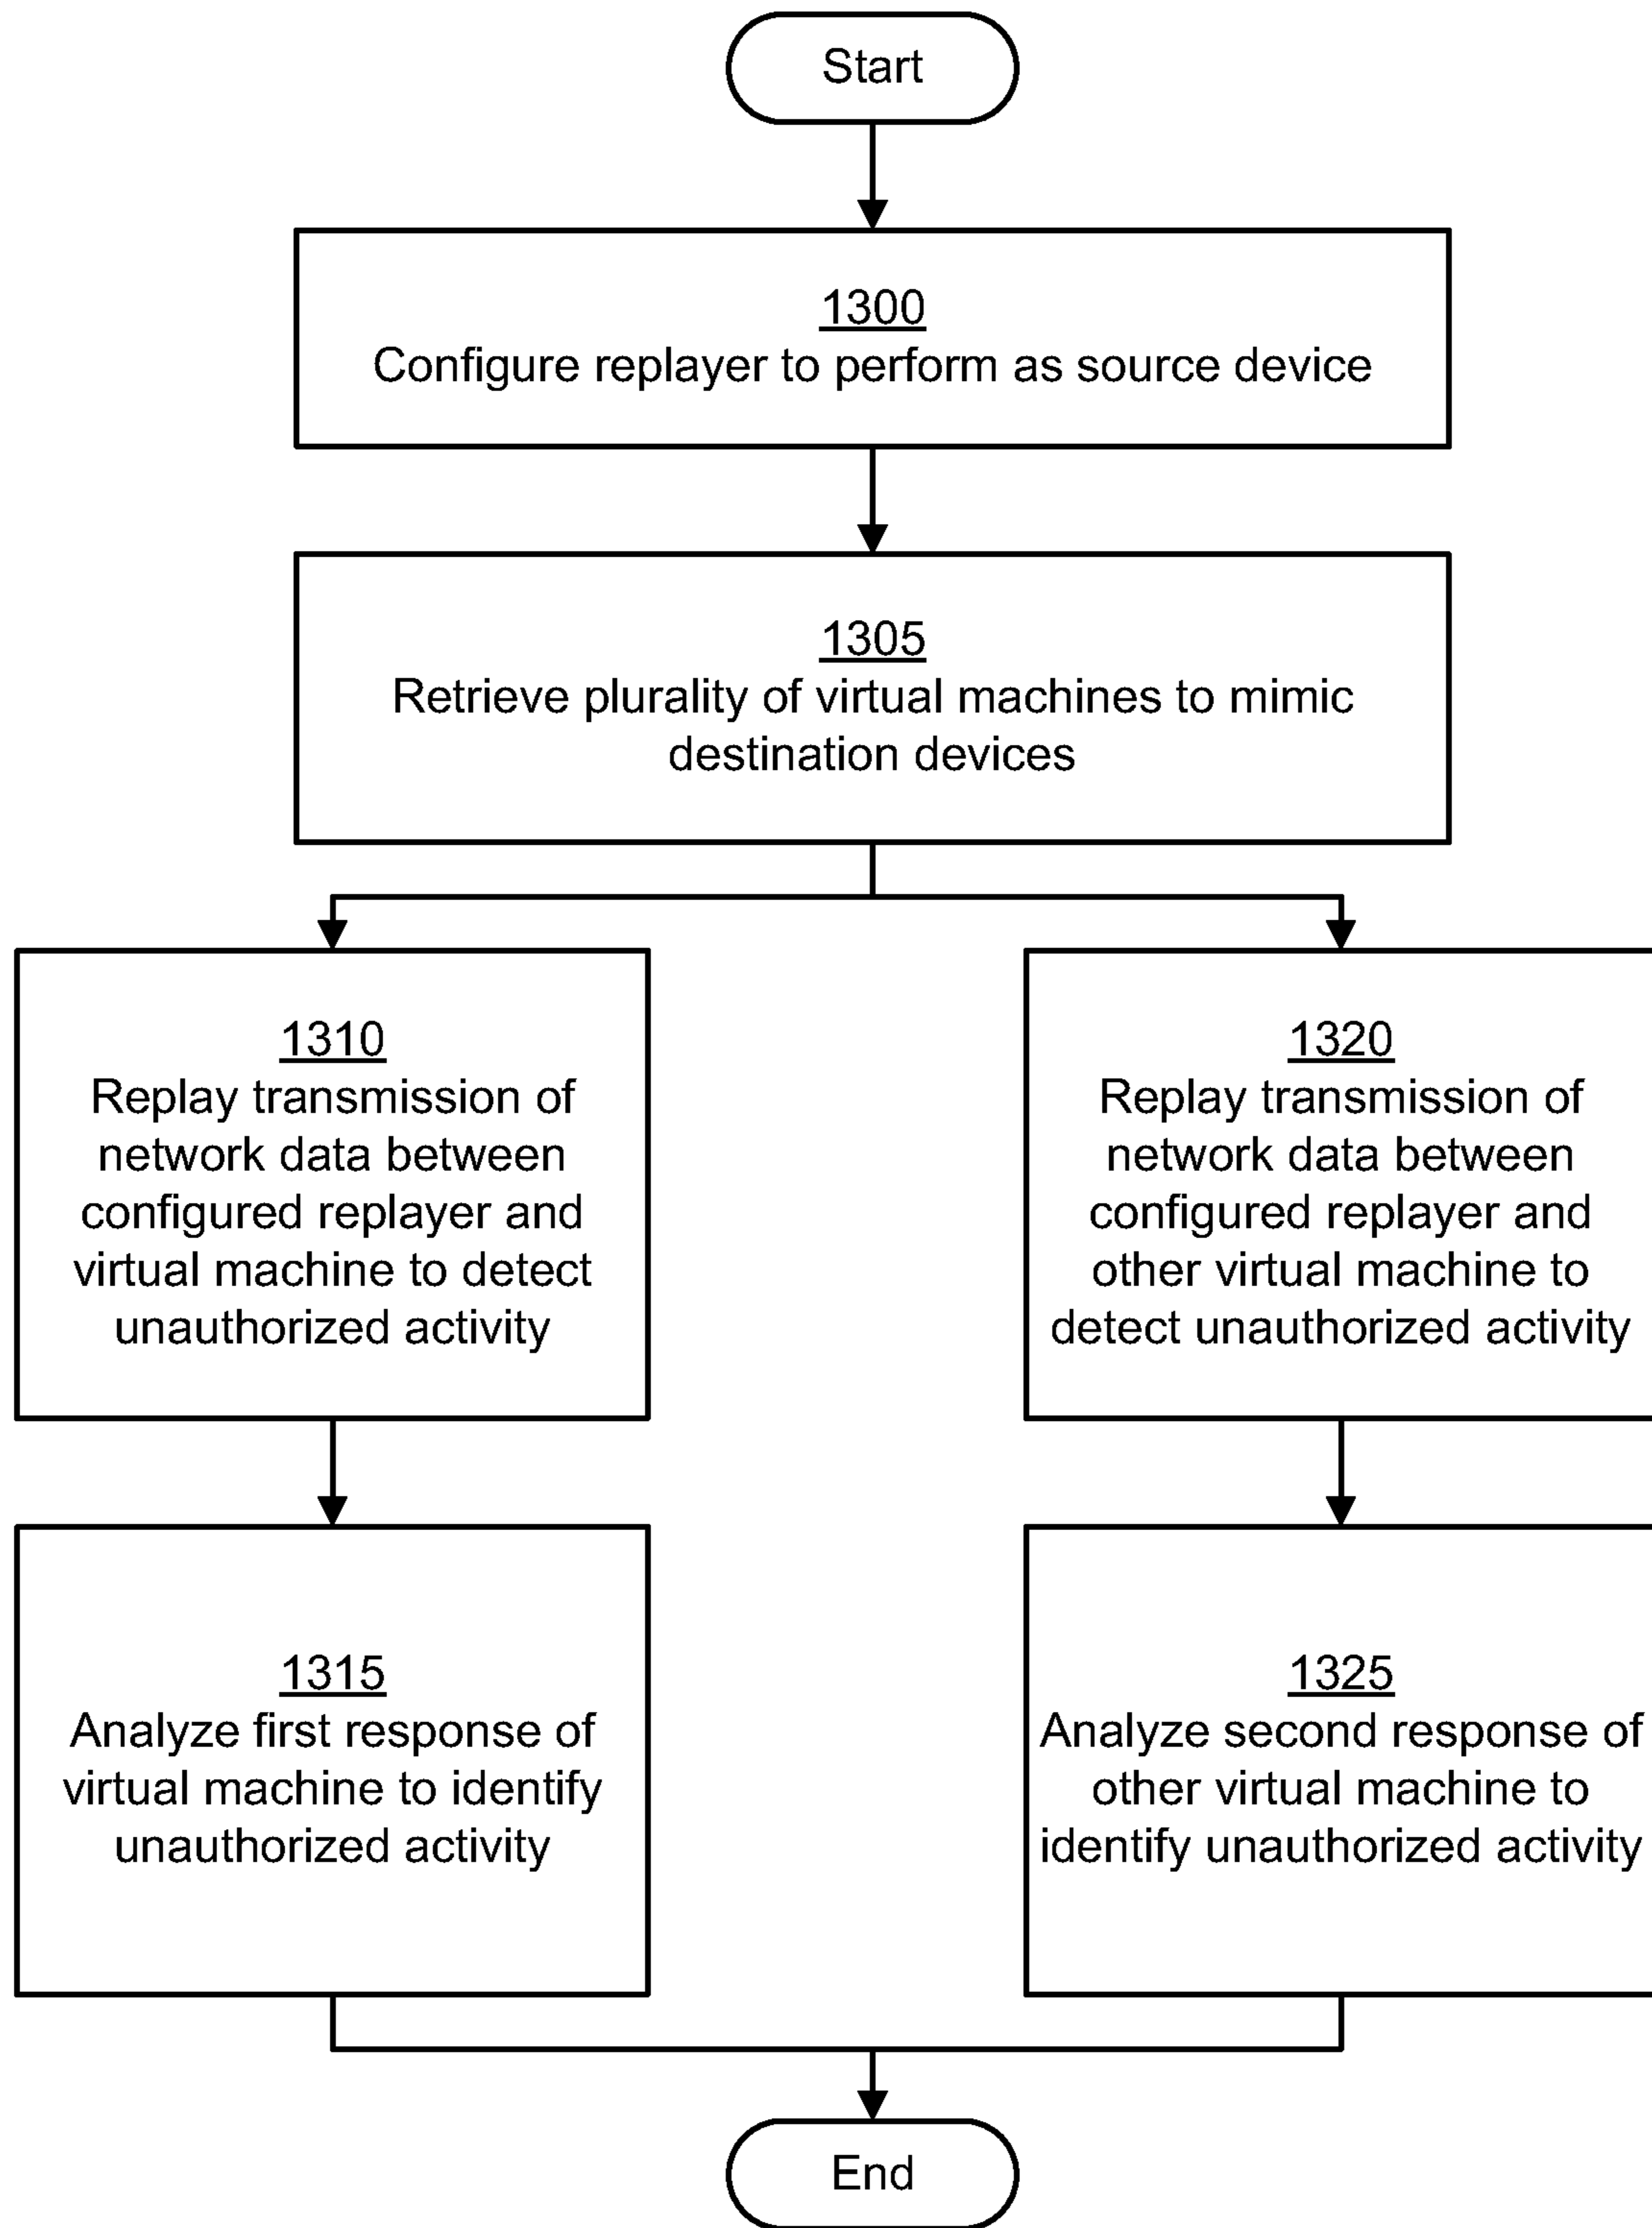 Start
1300
Configure replayer to perform as source device
1305
Retrieve plurality of virtual machines to mimic
destination devices
1310
Replay transmission of
network data between
configured replayer and
virtual machine to detect
unauthorized activity
1320
Replay transmission of
network data between
configured replayer and
other virtual machine to
detect unauthorized activity
1315
Analyze first response of
virtual machine to identify
unauthorized activity
1325
Analyze second response of
other virtual machine to
identify unauthorized activity
End